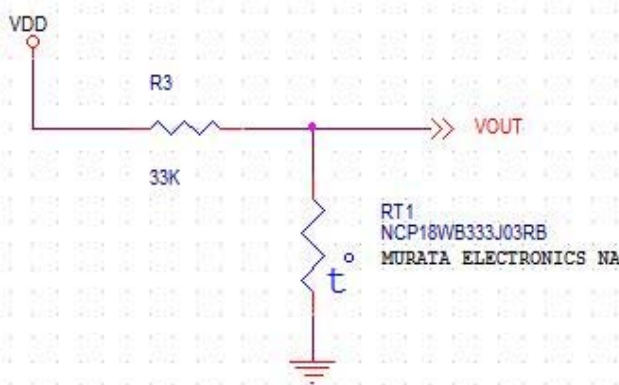 VDD
R3
VOUT
33K
RT1
NCP18WB333J03RB
MURATA ELECTRONICS NA
t°